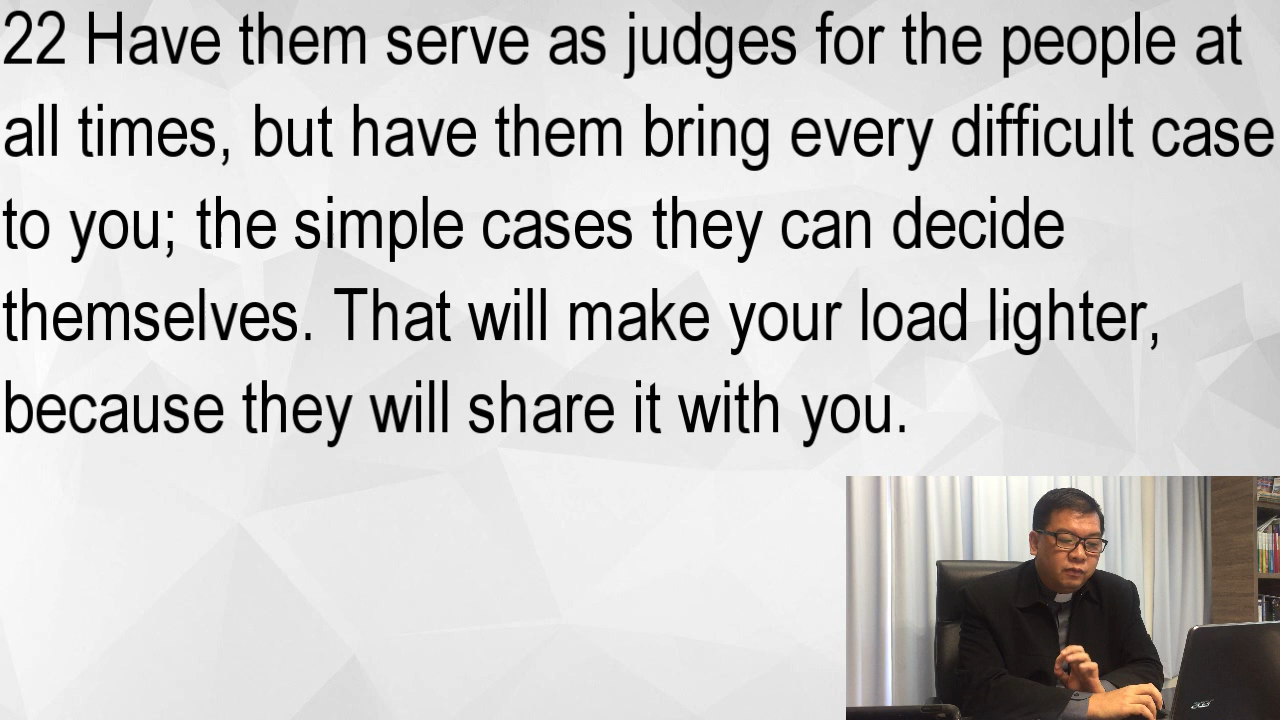 22 Have them serve as judges for the people at
all times, but have them bring every difficult case
to you; the simple cases they can decide
themselves. That will make your load lighter,
because they will share it with you.
acer